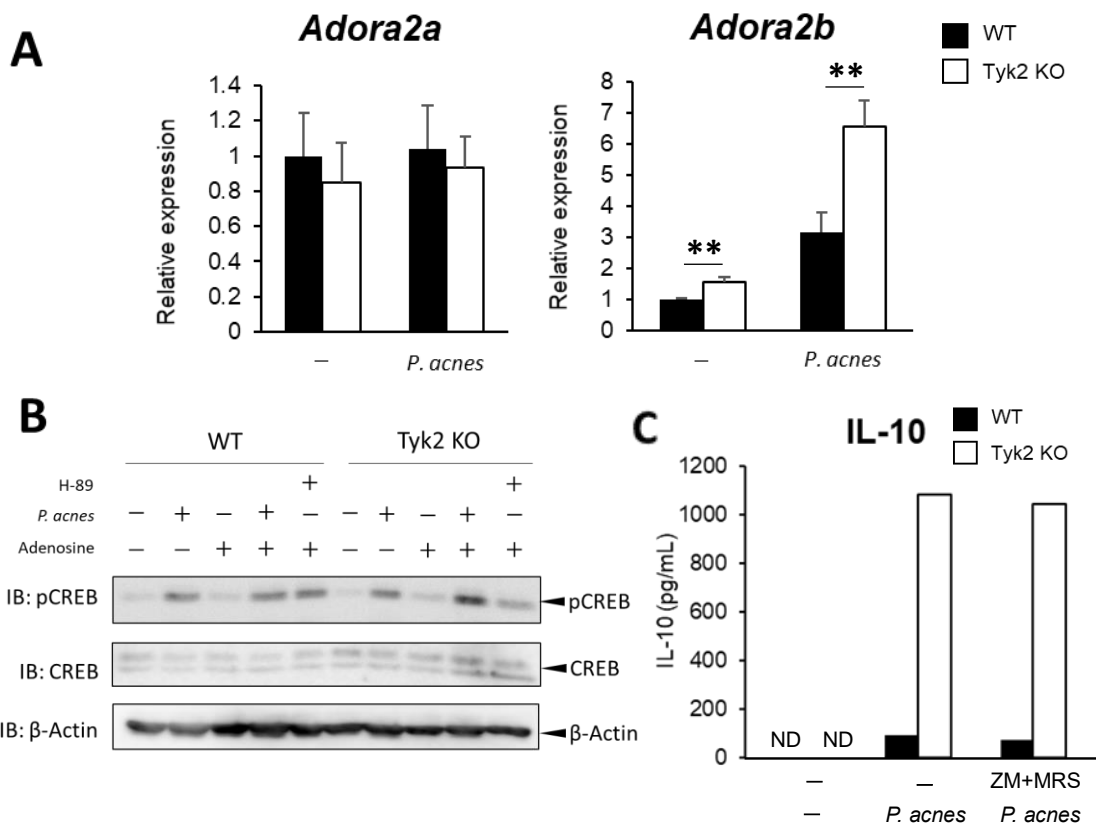 A
Adora2a
Relative expression
1.4
1.2
1
0.8
0.6
0.4
0.2
0
–
P. acnes
Adora2b
Relative expression
8
7
6
5
4
3
2
1
0
**
**
–
P. acnes
WT
Tyk2 KO
B
WT Tyk2 KO
H-89 + +
P. acnes – + – + – – + – + –
Adenosine – – + + + – – + + +
IB: pCREB pCREB
IB: CREB CREB
IB: β-Actin β-Actin
C
IL-10
WT
Tyk2 KO
IL-10 (pg/mL)
1200
1000
800
600
400
200
0
ND ND
– – ZM+MRS
– P. acnes P. acnes